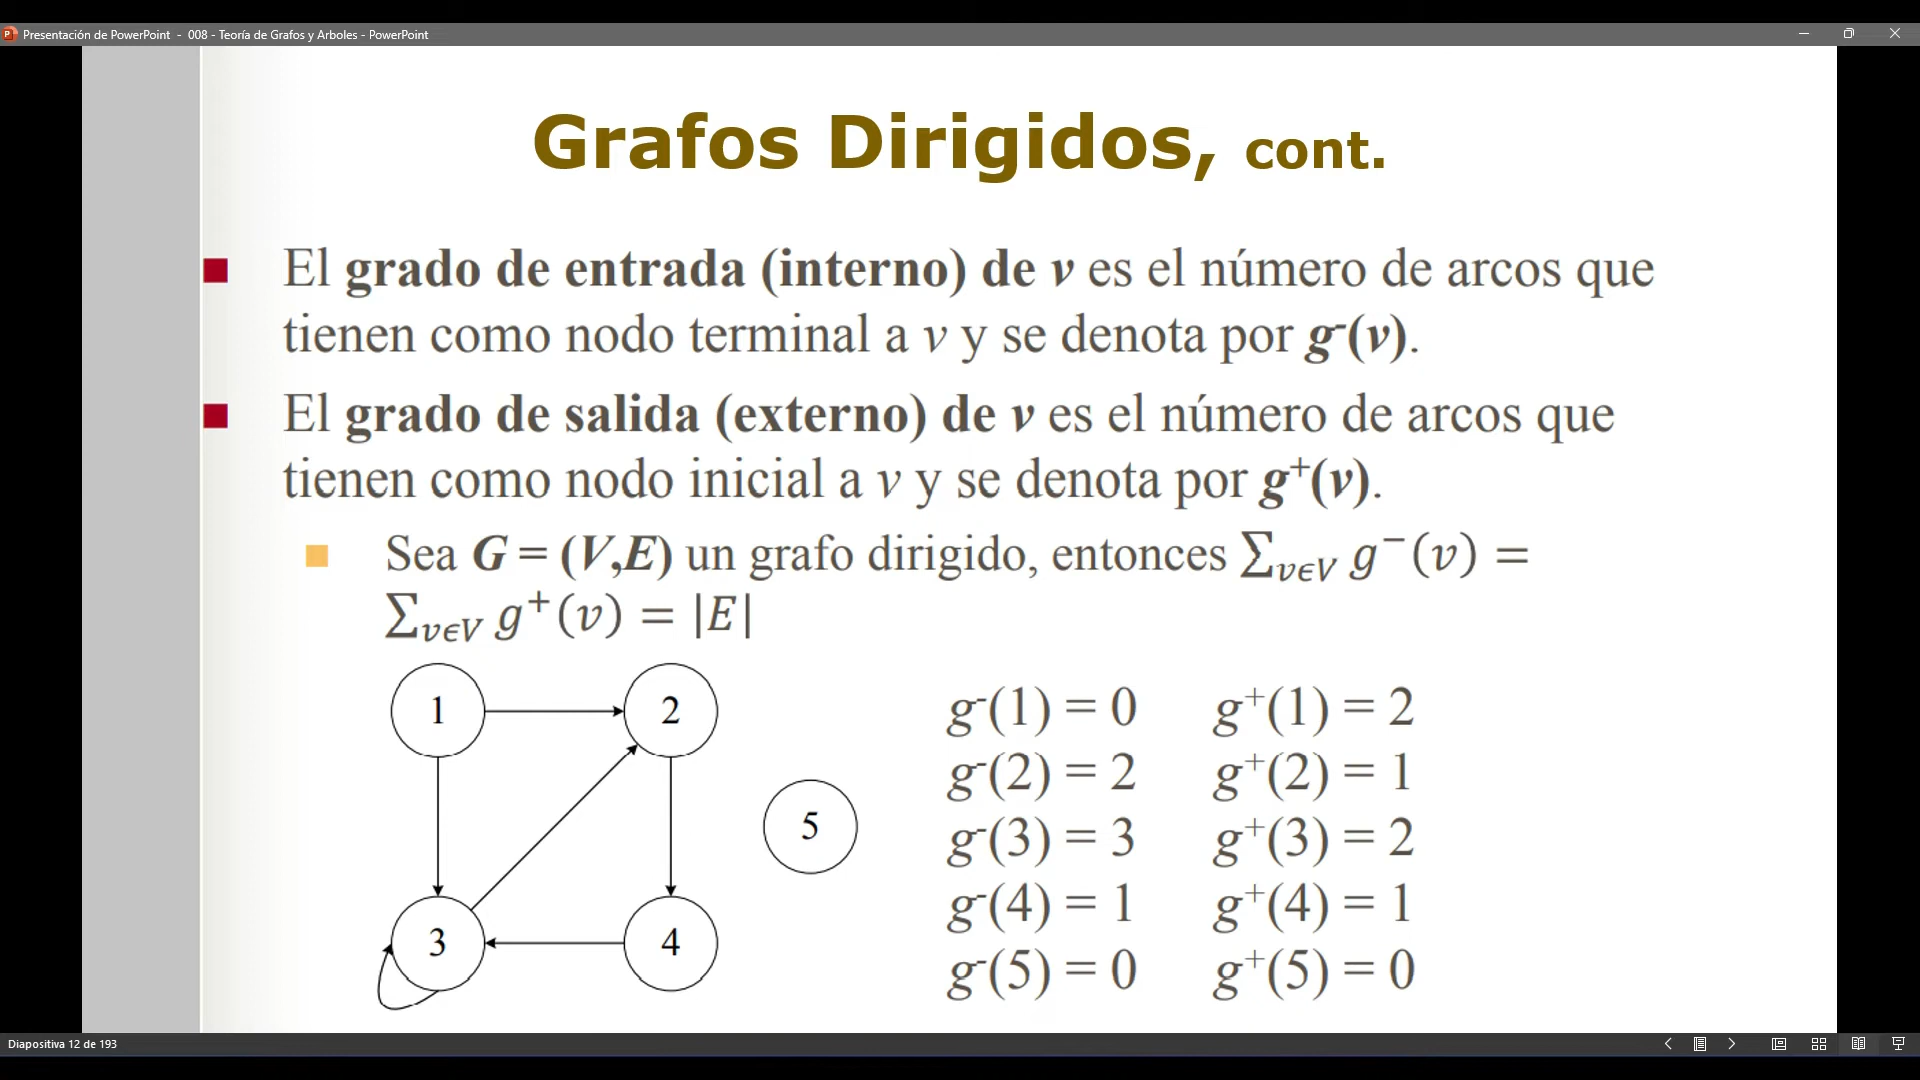 Presentación de PowerPoint - 008 - Teoría de Grafos y Arboles - PowerPoint
Grafos Dirigidos, cont.
■ El grado de entrada (interno) de v es el número de arcos que
tienen como nodo terminal a v y se denota por g⁻(v).
■ El grado de salida (externo) de v es el número de arcos que
tienen como nodo inicial a v y se denota por g⁺(v).
■ Sea G = (V,E) un grafo dirigido, entonces ∑vϵV g⁻(v) =
∑vϵV g⁺(v) = |E|
1 2
5
3 4
g⁻(1) = 0 g⁺(1) = 2
g⁻(2) = 2 g⁺(2) = 1
g⁻(3) = 3 g⁺(3) = 2
g⁻(4) = 1 g⁺(4) = 1
g⁻(5) = 0 g⁺(5) = 0
Diapositiva 12 de 193